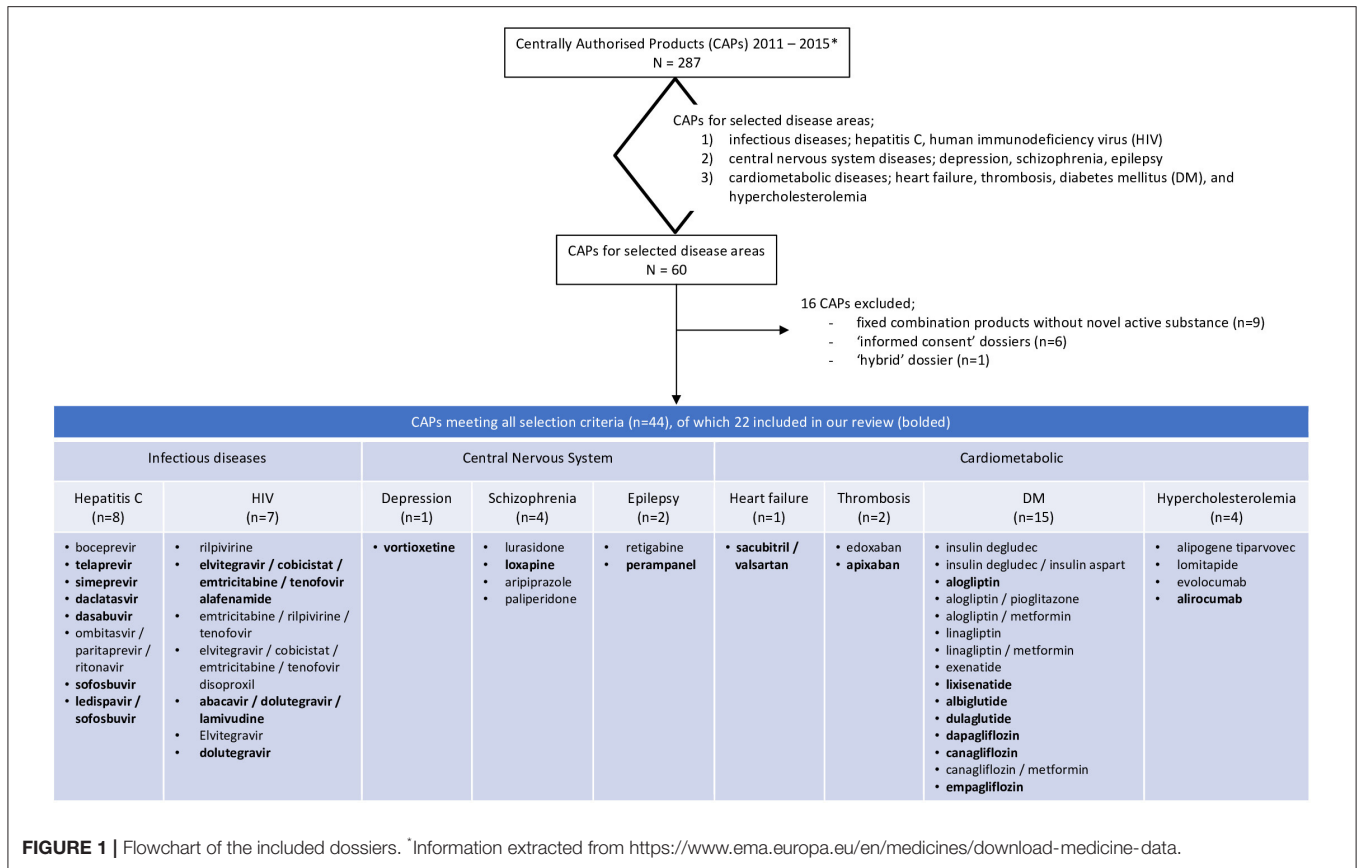 Centrally Authorised Products (CAPs) 2011 – 2015*
N = 287
CAPs for selected disease areas;
1) infectious diseases; hepatitis C, human immunodeficiency virus (HIV)
2) central nervous system diseases; depression, schizophrenia, epilepsy
3) cardiometabolic diseases; heart failure, thrombosis, diabetes mellitus (DM), and
hypercholesterolemia
CAPs for selected disease areas
N = 60
16 CAPs excluded;
- fixed combination products without novel active substance (n=9)
- ‘informed consent’ dossiers (n=6)
- ‘hybrid’ dossier (n=1)
CAPs meeting all selection criteria (n=44), of which 22 included in our review (bolded)
Infectious diseases
Central Nervous System
Cardiometabolic
Hepatitis C
(n=8)
HIV
(n=7)
Depression
(n=1)
Schizophrenia
(n=4)
Epilepsy
(n=2)
Heart failure
(n=1)
Thrombosis
(n=2)
DM
(n=15)
Hypercholesterolemia
(n=4)
• boceprevir
• telaprevir
• simeprevir
• daclatasvir
• dasabuvir
• ombitasvir /
paritaprevir /
ritonavir
• sofosbuvir
• ledispavir /
sofosbuvir
• rilpivirine
• elvitegravir / cobicistat /
emtricitabine / tenofovir
alafenamide
• emtricitabine / rilpivirine /
tenofovir
• elvitegravir / cobicistat /
emtricitabine / tenofovir
disoproxil
• abacavir / dolutegravir /
lamivudine
• Elvitegravir
• dolutegravir
• vortioxetine
• lurasidone
• loxapine
• aripiprazole
• paliperidone
• retigabine
• perampanel
• sacubitril /
valsartan
• edoxaban
• apixaban
• insulin degludec
• insulin degludec / insulin aspart
• alogliptin
• alogliptin / pioglitazone
• alogliptin / metformin
• linagliptin
• linagliptin / metformin
• exenatide
• lixisenatide
• albiglutide
• dulaglutide
• dapagliflozin
• canagliflozin
• canagliflozin / metformin
• empagliflozin
• alipogene tiparvovec
• lomitapide
• evolocumab
• alirocumab
FIGURE 1 | Flowchart of the included dossiers. *Information extracted from https://www.ema.europa.eu/en/medicines/download-medicine-data.